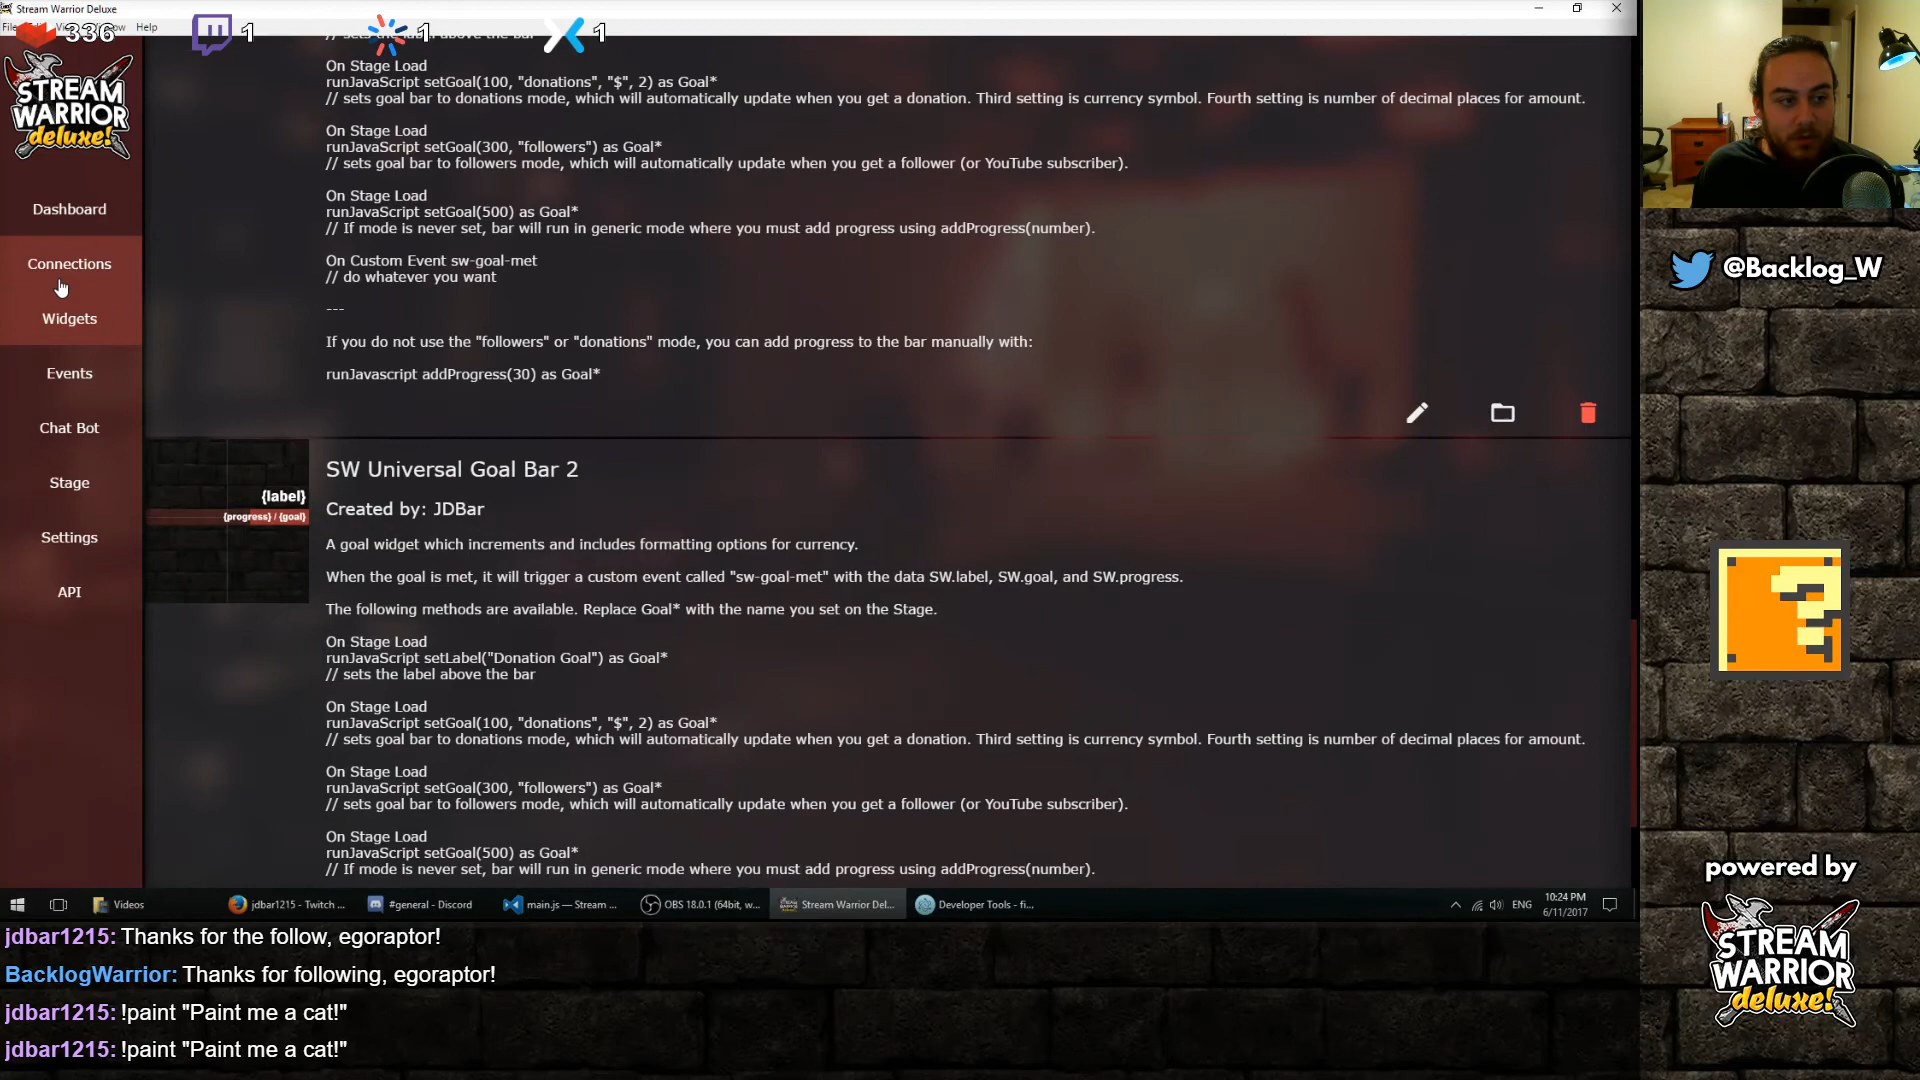 Stream Warrior Deluxe
Help
336
1
1
1
STREAM
WARRIOR
deluxe!
Dashboard
Connections
Widgets
Events
Chat Bot
Stage
Settings
API
// sets the label above the bar
On Stage Load
runJavaScript setGoal(100, "donations", "$", 2) as Goal*
// sets goal bar to donations mode, which will automatically update when you get a donation. Third setting is currency symbol. Fourth setting is number of decimal places for amount.
On Stage Load
runJavaScript setGoal(300, "followers") as Goal*
// sets goal bar to followers mode, which will automatically update when you get a follower (or YouTube subscriber).
On Stage Load
runJavaScript setGoal(500) as Goal*
// If mode is never set, bar will run in generic mode where you must add progress using addProgress(number).
On Custom Event sw-goal-met
// do whatever you want
---
If you do not use the "followers" or "donations" mode, you can add progress to the bar manually with:
runJavascript addProgress(30) as Goal*
{label}
{progress} / {goal}
SW Universal Goal Bar 2
Created by: JDBar
A goal widget which increments and includes formatting options for currency.
When the goal is met, it will trigger a custom event called "sw-goal-met" with the data SW.label, SW.goal, and SW.progress.
The following methods are available. Replace Goal* with the name you set on the Stage.
On Stage Load
runJavaScript setLabel("Donation Goal") as Goal*
// sets the label above the bar
On Stage Load
runJavaScript setGoal(100, "donations", "$", 2) as Goal*
// sets goal bar to donations mode, which will automatically update when you get a donation. Third setting is currency symbol. Fourth setting is number of decimal places for amount.
On Stage Load
runJavaScript setGoal(300, "followers") as Goal*
// sets goal bar to followers mode, which will automatically update when you get a follower (or YouTube subscriber).
On Stage Load
runJavaScript setGoal(500) as Goal*
// If mode is never set, bar will run in generic mode where you must add progress using addProgress(number).
Videos
jdbar1215 - Twitch ...
#general - Discord
main.js — Stream ...
OBS 18.0.1 (64bit, w...
Stream Warrior Del...
Developer Tools - fi...
ENG
10:24 PM
6/11/2017
@Backlog_W
powered by
STREAM
WARRIOR
deluxe!
jdbar1215: Thanks for the follow, egoraptor!
BacklogWarrior: Thanks for following, egoraptor!
jdbar1215: !paint "Paint me a cat!"
jdbar1215: !paint "Paint me a cat!"